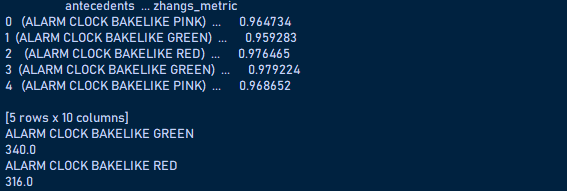 antecedents ... zhangs_metric
0 (ALARM CLOCK BAKELIKE PINK) ... 0.964734
1 (ALARM CLOCK BAKELIKE GREEN) ... 0.959283
2 (ALARM CLOCK BAKELIKE RED) ... 0.976465
3 (ALARM CLOCK BAKELIKE GREEN) ... 0.979224
4 (ALARM CLOCK BAKELIKE PINK) ... 0.968652
[5 rows x 10 columns]
ALARM CLOCK BAKELIKE GREEN
340.0
ALARM CLOCK BAKELIKE RED
316.0